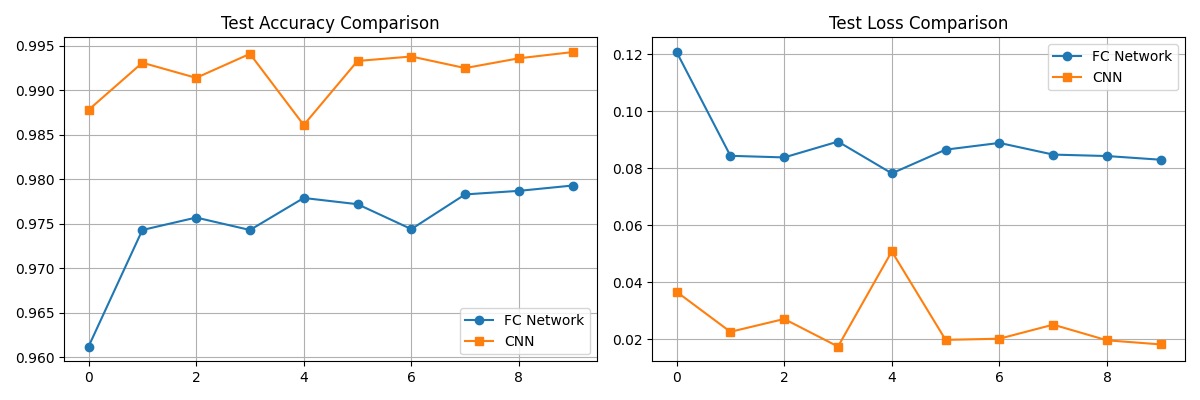 Test Accuracy Comparison
0.995
0.990
0.985
0.980
0.975
0.970
0.965
0.960
0 2 4 6 8
FC Network
CNN
Test Loss Comparison
0.12
0.10
0.08
0.06
0.04
0.02
0 2 4 6 8
FC Network
CNN